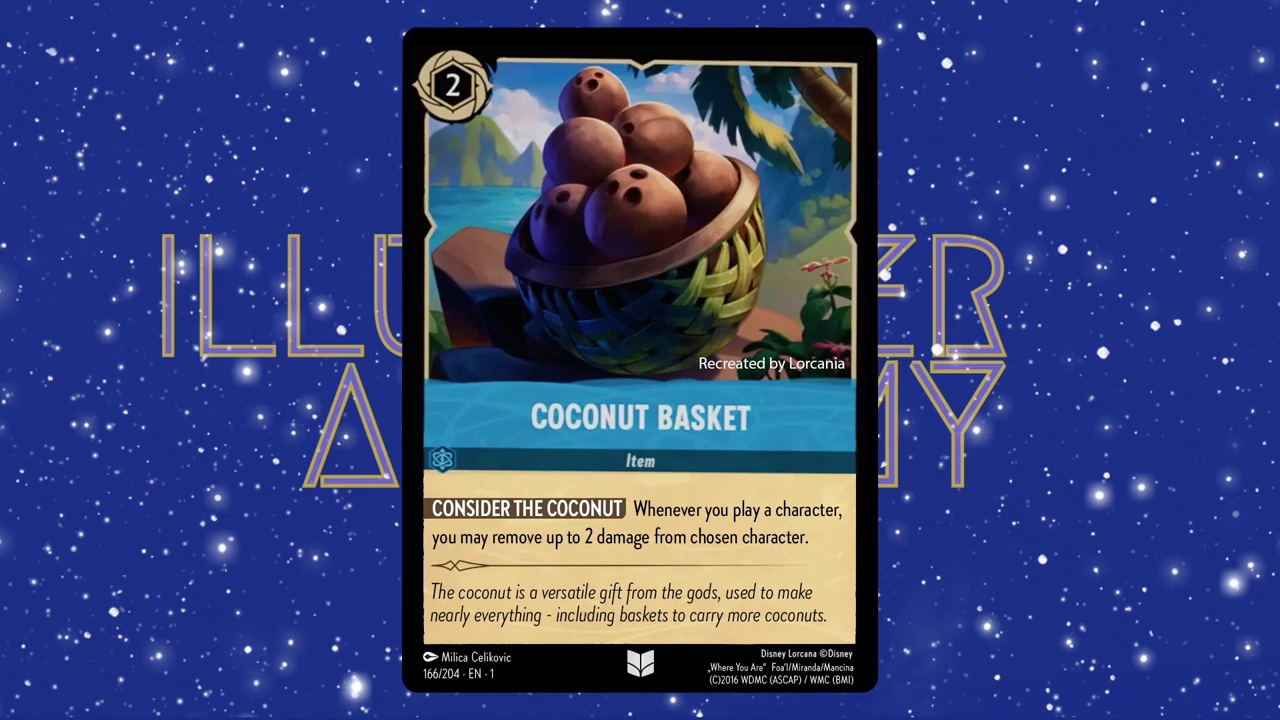 2
Recreated by Lorcania
COCONUT BASKET
Item
CONSIDER THE COCONUT Whenever you play a character,
you may remove up to 2 damage from chosen character.
The coconut is a versatile gift from the gods, used to make
nearly everything - including baskets to carry more coconuts.
Milica Celikovic
166/204 · EN · 1
Disney Lorcana ©Disney
„Where You Are" Foa'l/Miranda/Mancina
(C)2016 WDMC (ASCAP) / WMC (BMI)